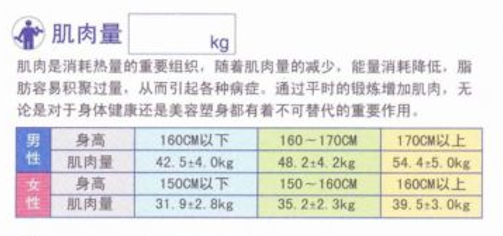 肌肉量 kg
肌肉是消耗热量的重要组织，随着肌肉量的减少，能量消耗降低，脂
肪容易积聚过量，从而引起各种病症。通过平时的锻炼增加肌肉，无
论是对于身体健康还是美容塑身都有着不可替代的重要作用。
男性 身高 160CM以下 160～170CM 170CM以上
肌肉量 42.5±4.0kg 48.2±4.2kg 54.4±5.0kg
女性 身高 150CM以下 150～160CM 160CM以上
肌肉量 31.9±2.8kg 35.2±2.3kg 39.5±3.0kg